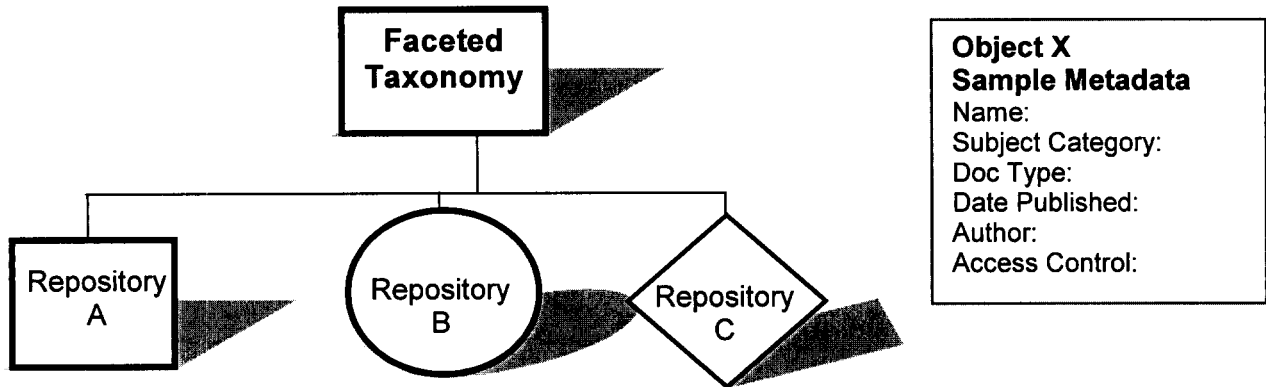 Faceted
Taxonomy
Repository
A
Repository
B
Repository
C
Object X
Sample Metadata
Name:
Subject Category:
Doc Type:
Date Published:
Author:
Access Control: